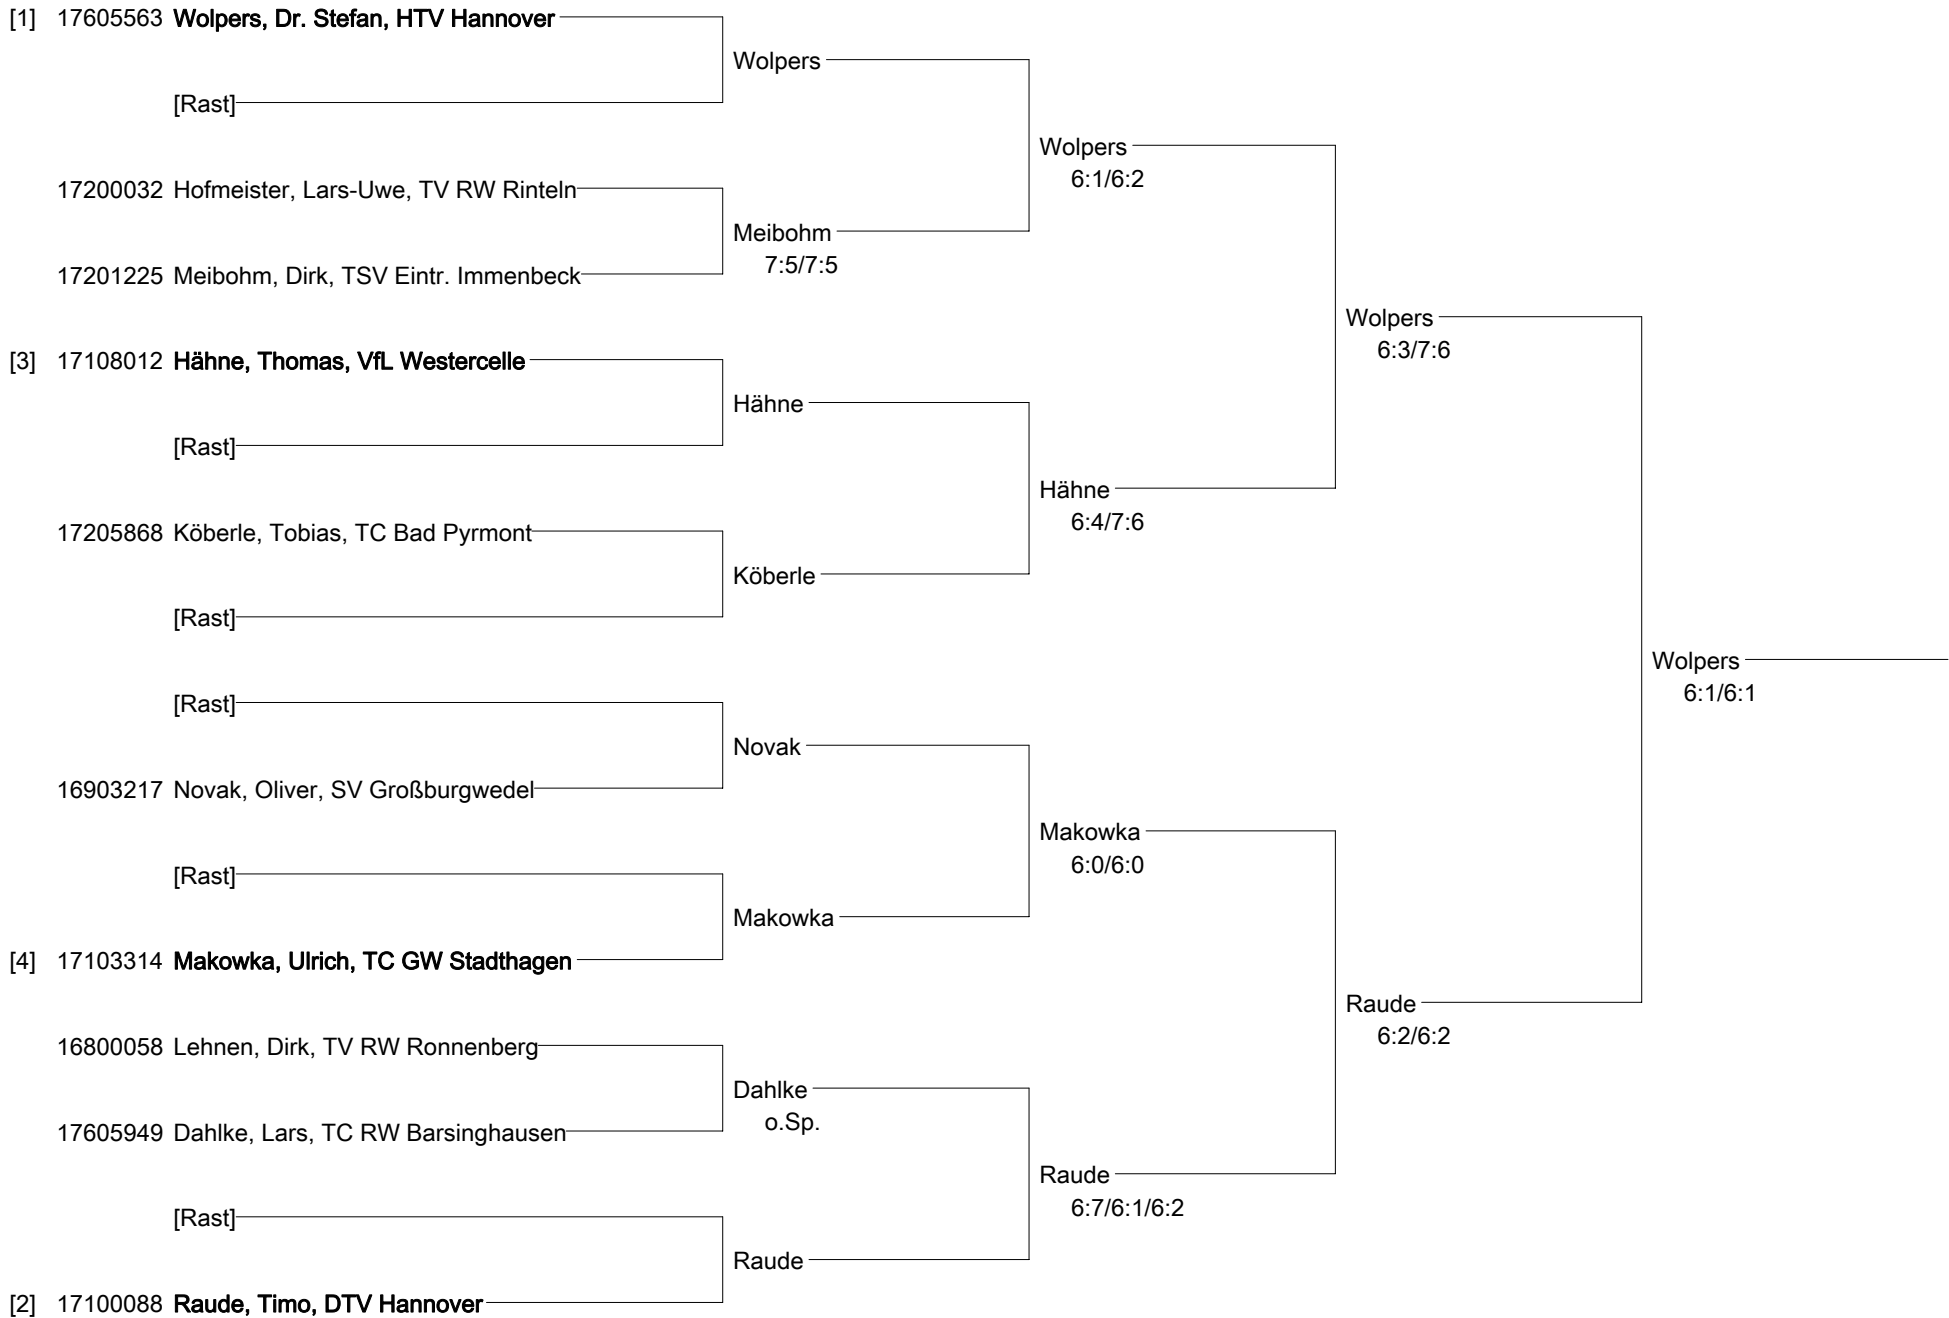 [1] 17605563 Wolpers, Dr. Stefan, HTV Hannover
Wolpers
[Rast]
Wolpers
6:1/6:2
17200032 Hofmeister, Lars-Uwe, TV RW Rinteln
Meibohm
7:5/7:5
17201225 Meibohm, Dirk, TSV Eintr. Immenbeck
Wolpers
6:3/7:6
[3] 17108012 Hähne, Thomas, VfL Westercelle
Hähne
[Rast]
Hähne
6:4/7:6
17205868 Köberle, Tobias, TC Bad Pyrmont
Köberle
[Rast]
Wolpers
6:1/6:1
[Rast]
Novak
16903217 Novak, Oliver, SV Großburgwedel
Makowka
6:0/6:0
[Rast]
Makowka
[4] 17103314 Makowka, Ulrich, TC GW Stadthagen
Raude
6:2/6:2
16800058 Lehnen, Dirk, TV RW Ronnenberg
Dahlke
o.Sp.
17605949 Dahlke, Lars, TC RW Barsinghausen
Raude
6:7/6:1/6:2
[Rast]
Raude
[2] 17100088 Raude, Timo, DTV Hannover